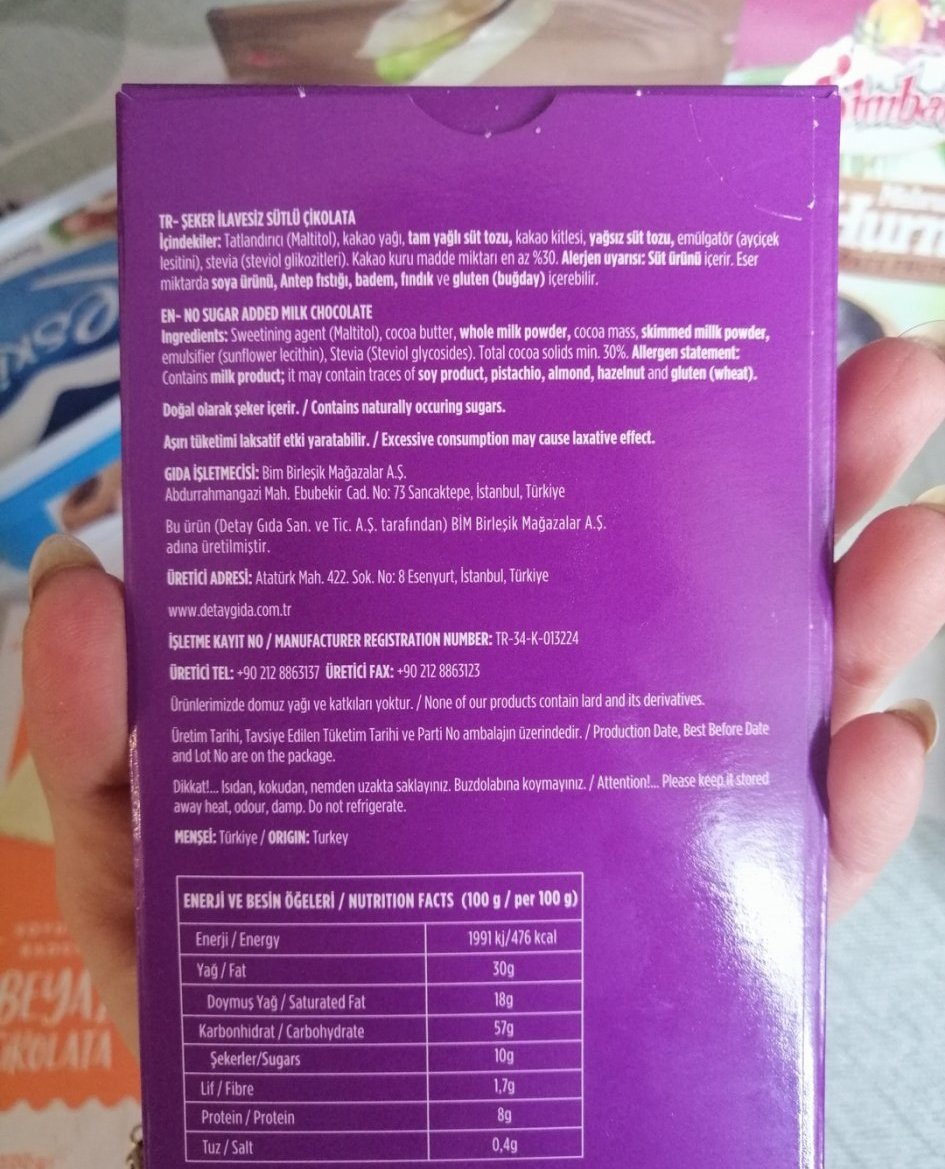 TR- ŞEKER İLAVESİZ SÜTLÜ ÇİKOLATA
İçindekiler: Tatlandırıcı (Maltitol), kakao yağı, tam yağlı süt tozu, kakao kitlesi, yağsız süt tozu, emülgatör (ayçiçek
lesitini), stevia (steviol glikozitleri). Kakao kuru madde miktarı en az %30. Alerjen uyarısı: Süt ürünü içerir. Eser
miktarda soya ürünü, Antep fıstığı, badem, fındık ve gluten (buğday) içerebilir.
EN- NO SUGAR ADDED MILK CHOCOLATE
Ingredients: Sweetining agent (Maltitol), cocoa butter, whole milk powder, cocoa mass, skimmed millk powder,
emulsifier (sunflower lecithin), Stevia (Steviol glycosides). Total cocoa solids min. 30%. Allergen statement:
Contains milk product; it may contain traces of soy product, pistachio, almond, hazelnut and gluten (wheat).
Doğal olarak şeker içerir. / Contains naturally occuring sugars.
Aşırı tüketimi laksatif etki yaratabilir. / Excessive consumption may cause laxative effect.
GIDA İŞLETMECİSİ: Bim Birleşik Mağazalar A.Ş.
Abdurrahmangazi Mah. Ebubekir Cad. No: 73 Sancaktepe, İstanbul, Türkiye
Bu ürün (Detay Gıda San. ve Tic. A.Ş. tarafından) BİM Birleşik Mağazalar A.Ş.
adına üretilmiştir.
ÜRETİCİ ADRESİ: Atatürk Mah. 422. Sok. No: 8 Esenyurt, İstanbul, Türkiye
www.detaygida.com.tr
İŞLETME KAYIT NO / MANUFACTURER REGISTRATION NUMBER: TR-34-K-013224
ÜRETİCİ TEL: +90 212 8863137 ÜRETİCİ FAX: +90 212 8863123
Ürünlerimizde domuz yağı ve katkıları yoktur. / None of our products contain lard and its derivatives.
Üretim Tarihi, Tavsiye Edilen Tüketim Tarihi ve Parti No ambalajın üzerindedir. / Production Date, Best Before Date
and Lot No are on the package.
Dikkat!... Isıdan, kokudan, nemden uzakta saklayınız. Buzdolabına koymayınız. / Attention!... Please keep it stored
away heat, odour, damp. Do not refrigerate.
MENŞEİ: Türkiye / ORIGIN: Turkey
ENERJİ VE BESİN ÖĞELERİ / NUTRITION FACTS (100 g / per 100 g)
Enerji / Energy 1991 kj/476 kcal
Yağ / Fat 30g
Doymuş Yağ / Saturated Fat 18g
Karbonhidrat / Carbohydrate 57g
Şekerler/Sugars 10g
Lif / Fibre 1,7g
Protein / Protein 8g
Tuz / Salt 0,4g